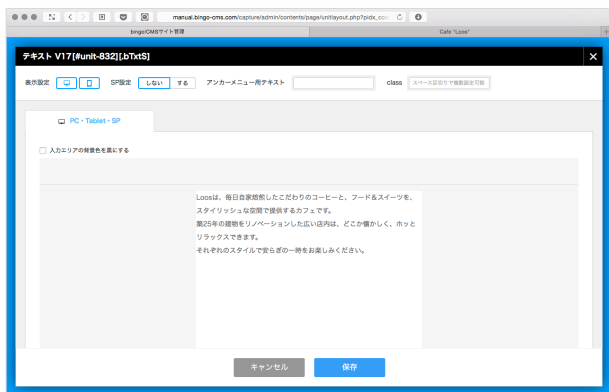 manual.bingo-cms.com/capture/admin/contents/page/unitlayout.php?pidx_co
bingo!CMSサイト管理
Cafe "Loos"
テキスト V17[#unit-832][.bTxtS]
表示設定 SP設定 しない する アンカーメニュー用テキスト class スペース区切りで複数設定可能
PC・Tablet・SP
入力エリアの背景色を黒にする
Loosは、毎日自家焙煎したこだわりのコーヒーと、フード&スイーツを、
スタイリッシュな空間で提供するカフェです。
築25年の建物をリノベーションした広い店内は、どこか懐かしく、ホッと
リラックスできます。
それぞれのスタイルで安らぎの一時をお楽しみください。
キャンセル 保存